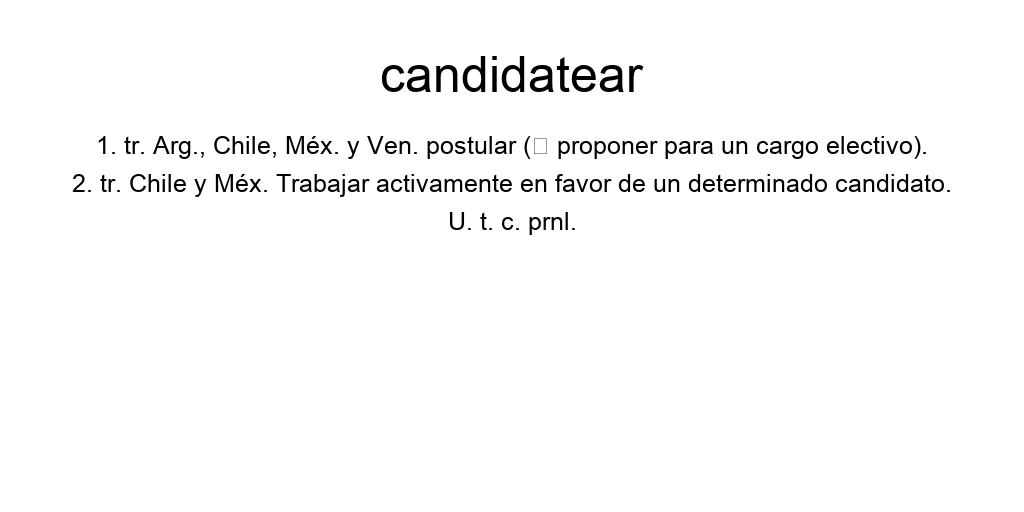 candidatear
1. tr. Arg., Chile, Méx. y Ven. postular (□ proponer para un cargo electivo).
2. tr. Chile y Méx. Trabajar activamente en favor de un determinado candidato.
U. t. c. prnl.